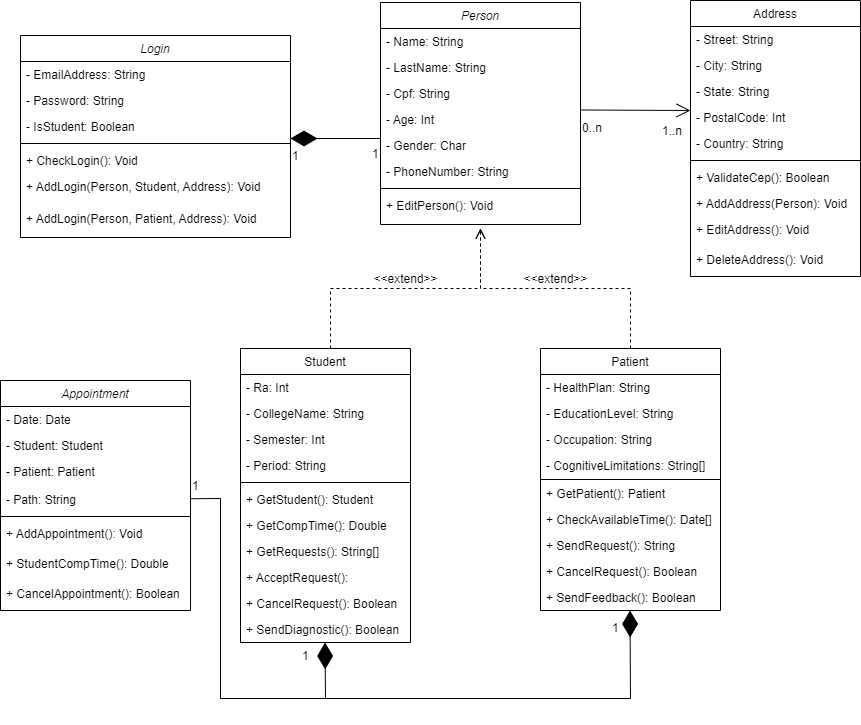 Login
- EmailAddress: String
- Password: String
- IsStudent: Boolean
+ CheckLogin(): Void
+ AddLogin(Person, Student, Address): Void
+ AddLogin(Person, Patient, Address): Void
1
1
Person
- Name: String
- LastName: String
- Cpf: String
- Age: Int
- Gender: Char
- PhoneNumber: String
+ EditPerson(): Void
0..n
1..n
Address
- Street: String
- City: String
- State: String
- PostalCode: Int
- Country: String
+ ValidateCep(): Boolean
+ AddAddress(Person): Void
+ EditAddress(): Void
+ DeleteAddress(): Void
<<extend>>
<<extend>>
Appointment
- Date: Date
- Student: Student
- Patient: Patient
- Path: String
+ AddAppointment(): Void
+ StudentCompTime(): Double
+ CancelAppointment(): Boolean
1
Student
- Ra: Int
- CollegeName: String
- Semester: Int
- Period: String
+ GetStudent(): Student
+ GetCompTime(): Double
+ GetRequests(): String[]
+ AcceptRequest():
+ CancelRequest(): Boolean
+ SendDiagnostic(): Boolean
1
Patient
- HealthPlan: String
- EducationLevel: String
- Occupation: String
- CognitiveLimitations: String[]
+ GetPatient(): Patient
+ CheckAvailableTime(): Date[]
+ SendRequest(): String
+ CancelRequest(): Boolean
+ SendFeedback(): Boolean
1